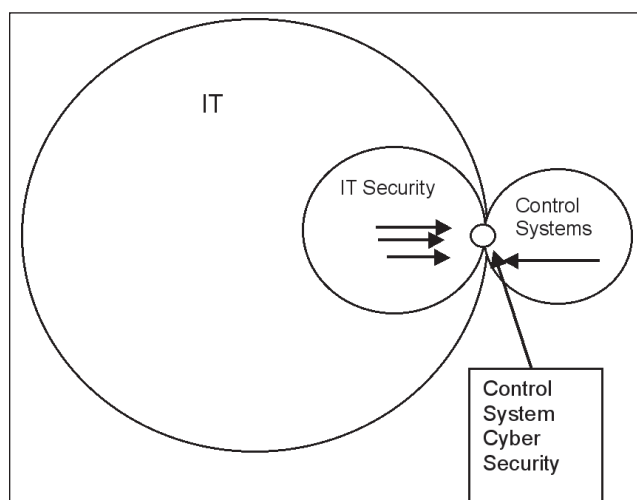 IT
IT Security
Control
Systems
Control
System
Cyber
Security